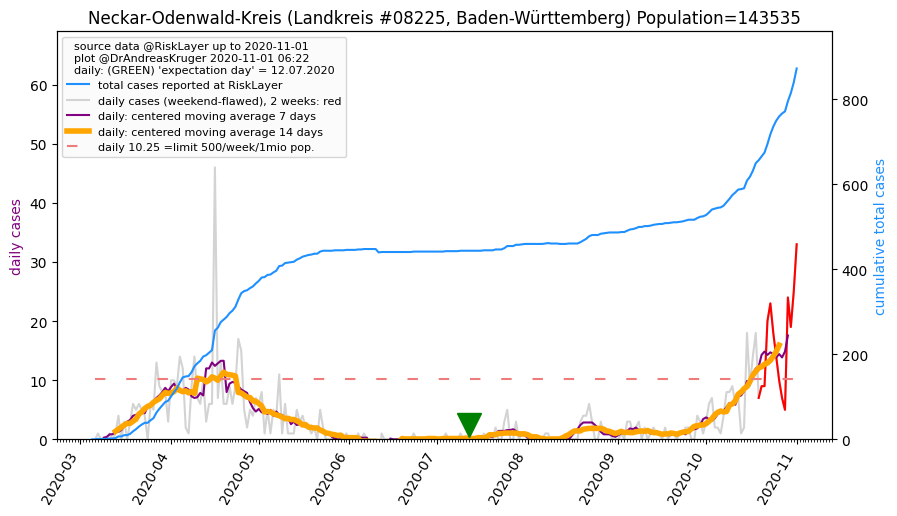 Neckar-Odenwald-Kreis (Landkreis #08225, Baden-Württemberg) Population=143535
source data @RiskLayer up to 2020-11-01
plot @DrAndreasKruger 2020-11-01 06:22
daily: (GREEN) 'expectation day' = 12.07.2020
total cases reported at RiskLayer
daily cases (weekend-flawed), 2 weeks: red
daily: centered moving average 7 days
daily: centered moving average 14 days
daily 10.25 =limit 500/week/1mio pop.
daily cases
60
50
40
30
20
10
0
cumulative total cases
800
600
400
200
0
2020-03
2020-04
2020-05
2020-06
2020-07
2020-08
2020-09
2020-10
2020-11